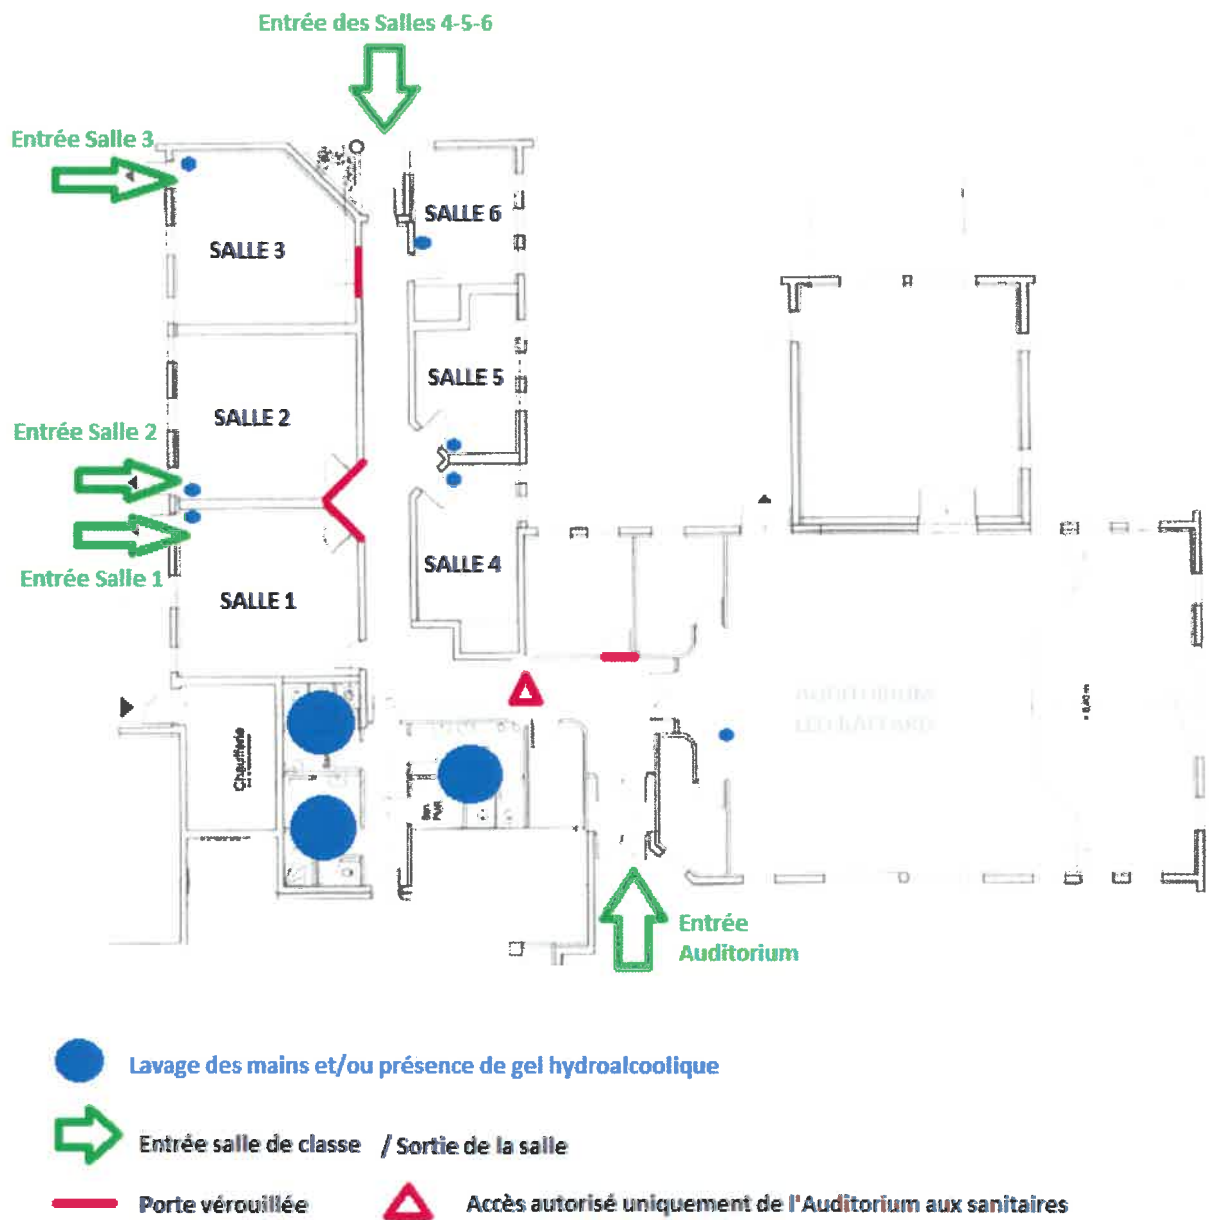 Entrée des Salles 4-5-6
Entrée Salle 3
SALLE 6
SALLE 3
SALLE 5
SALLE 2
Entrée Salle 2
SALLE 4
Entrée Salle 1
SALLE 1
Chaufferie
San.
PMR
Entrée
Auditorium
Lavage des mains et/ou présence de gel hydroalcoolique
Entrée salle de classe / Sortie de la salle
Porte vérouillée
Accès autorisé uniquement de l'Auditorium aux sanitaires